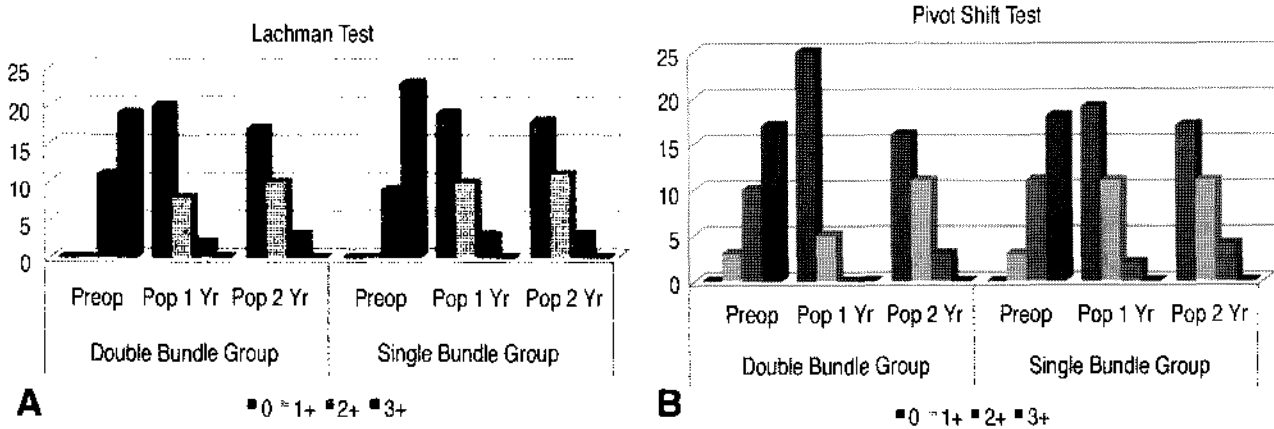 Lachman Test
25
20
15
10
5
0
Preop Pop 1 Yr Pop 2 Yr Preop Pop 1 Yr Pop 2 Yr
Double Bundle Group Single Bundle Group
A
0 1+ 2+ 3+
Pivot Shift Test
25
20
15
10
5
0
Preop Pop 1 Yr Pop 2 Yr Preop Pop 1 Yr Pop 2 Yr
Double Bundle Group Single Bundle Group
B
0 1+ 2+ 3+